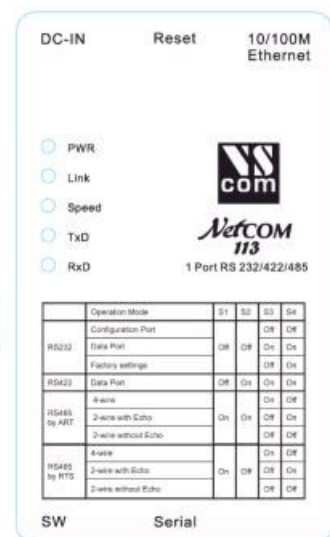 DC-IN Reset 10/100M
Ethernet
PWR
Link
Speed
TxD
RxD
VS
com
NetCOM
113
1 Port RS 232/422/485
Operation Mode S1 S2 S3 S4
RS232 Configuration Port Off Off Off Off
Data Port On On
Factory settings Off On
RS422 Data Port Off On On On
RS485 by ART 4-wire On On On Off
2-wire with Echo Off On
2-wire without Echo Off Off
RS485 by RTS 4-wire On Off On On
2-wire with Echo Off On
2-wire without Echo Off Off
SW Serial